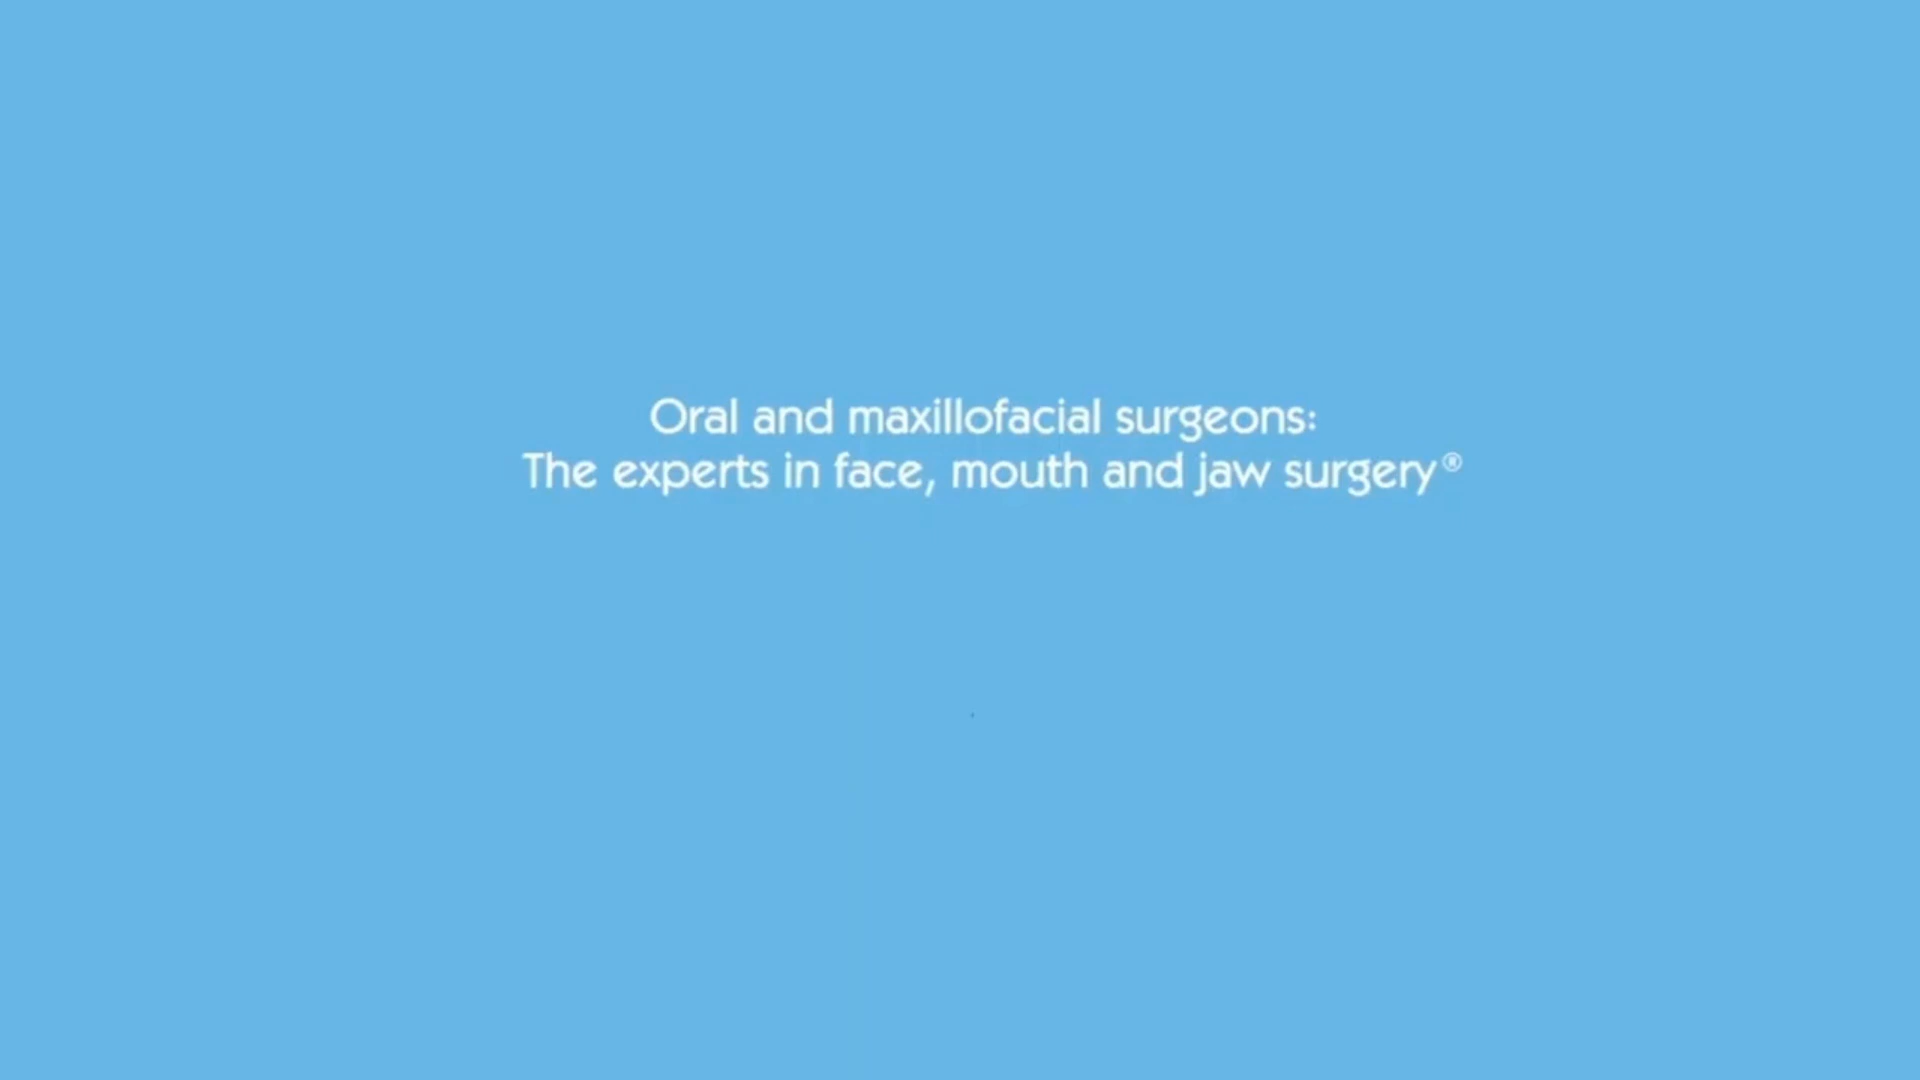 Oral and maxillofacial surgeons:
The experts in face, mouth and jaw surgery®